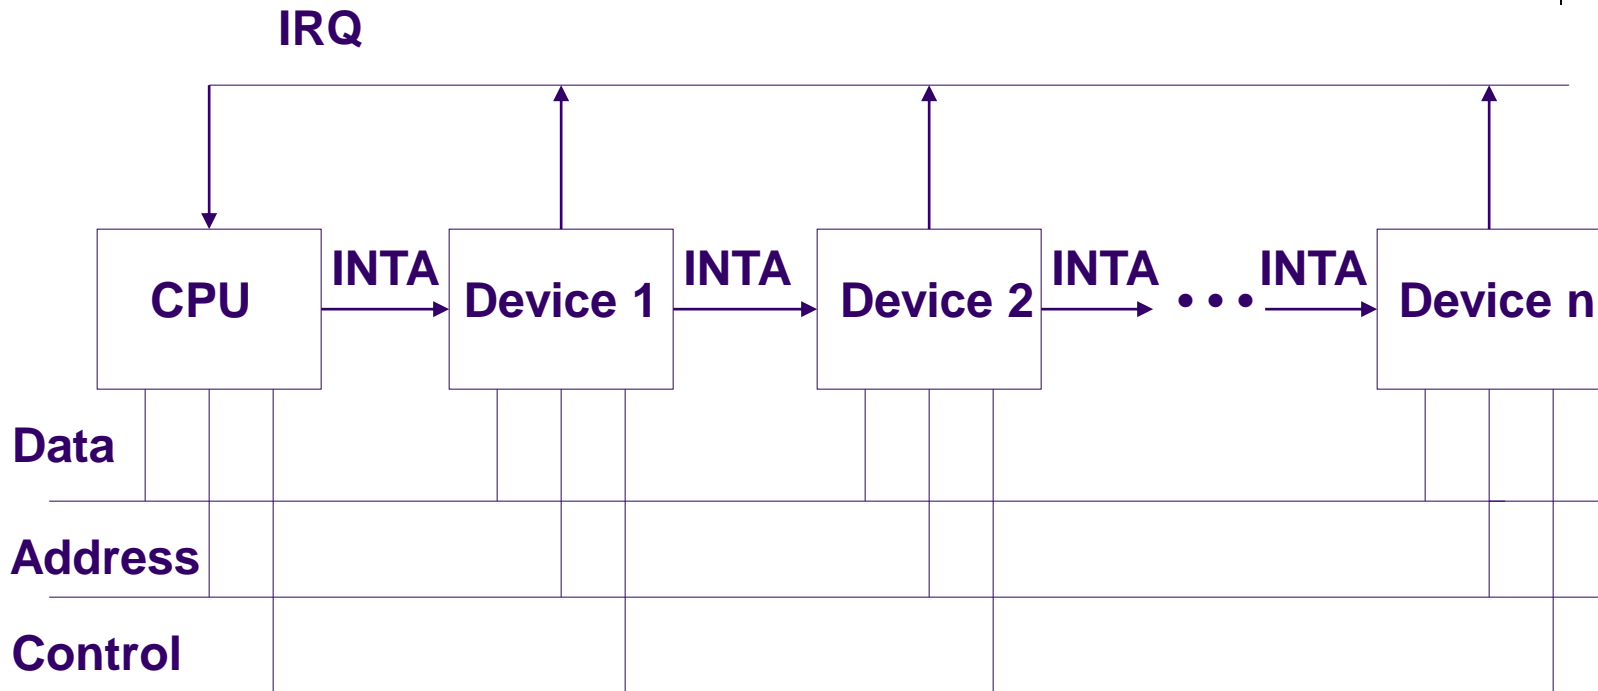 IRQ
INTA
INTA
INTA
INTA
CPU
Device 1
Device 2
• • •
Device n
Data
Address
Control